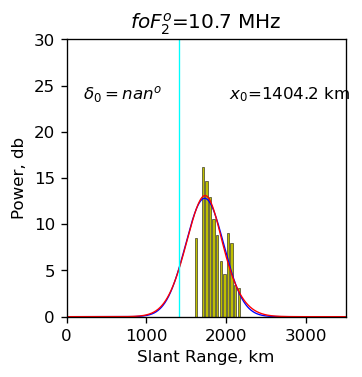 foF₂ᵒ=10.7 MHz
30
25
20
15
10
5
0
Power, db
δ₀ = nanᵒ
x₀=1404.2 km
0 1000 2000 3000
Slant Range, km